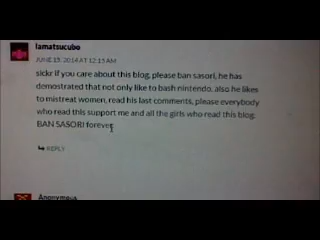 Iamatsucubo
JUNE 15, 2014 AT 12:15 AM
sickr if you care about this blog, please ban sasori, he has
demostrated that not only like to bash nintendo, also he likes
to mistreat women, read his last comments, please everybody
who read this support me and all the girls who read this blog;
BAN SASORI forever,
REPLY
Anonymous